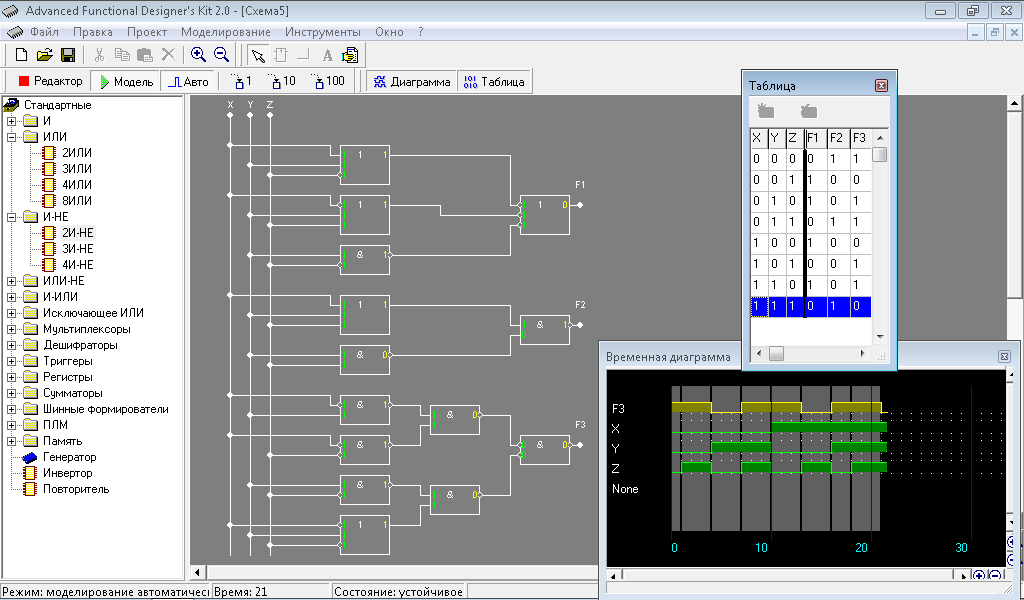 Advanced Functional Designer's Kit 2.0 - [Схема5]
Файл Правка Проект Моделирование Инструменты Окно ?
A
Редактор Модель Авто 1 10 100 Диаграмма Таблица
Стандартные
И
ИЛИ
2ИЛИ
3ИЛИ
4ИЛИ
8ИЛИ
И-НЕ
2И-НЕ
3И-НЕ
4И-НЕ
ИЛИ-НЕ
И-ИЛИ
Исключающее ИЛИ
Мультиплексоры
Дешифраторы
Триггеры
Регистры
Сумматоры
Шинные формирователи
ПЛМ
Память
Генератор
Инвертор
Повторитель
X Y Z
1 1
1 1
& 1
1 0
F1
1 1
& 0
& 1
F2
& 1
& 1
& 0
& 1
1 1
& 0
& 0
F3
Таблица
X Y Z F1 F2 F3
0 0 0 0 1 1
0 0 1 1 0 1
0 1 0 0 0 0
0 1 1 1 0 1
1 0 0 0 0 1
1 0 1 0 0 0
1 1 0 1 0 1
1 1 1 0 1 0
Временная диаграмма
F3
X
Y
Z
None
0 10 20 30
Режим: моделирование автоматичес Время: 21 Состояние: устойчивое